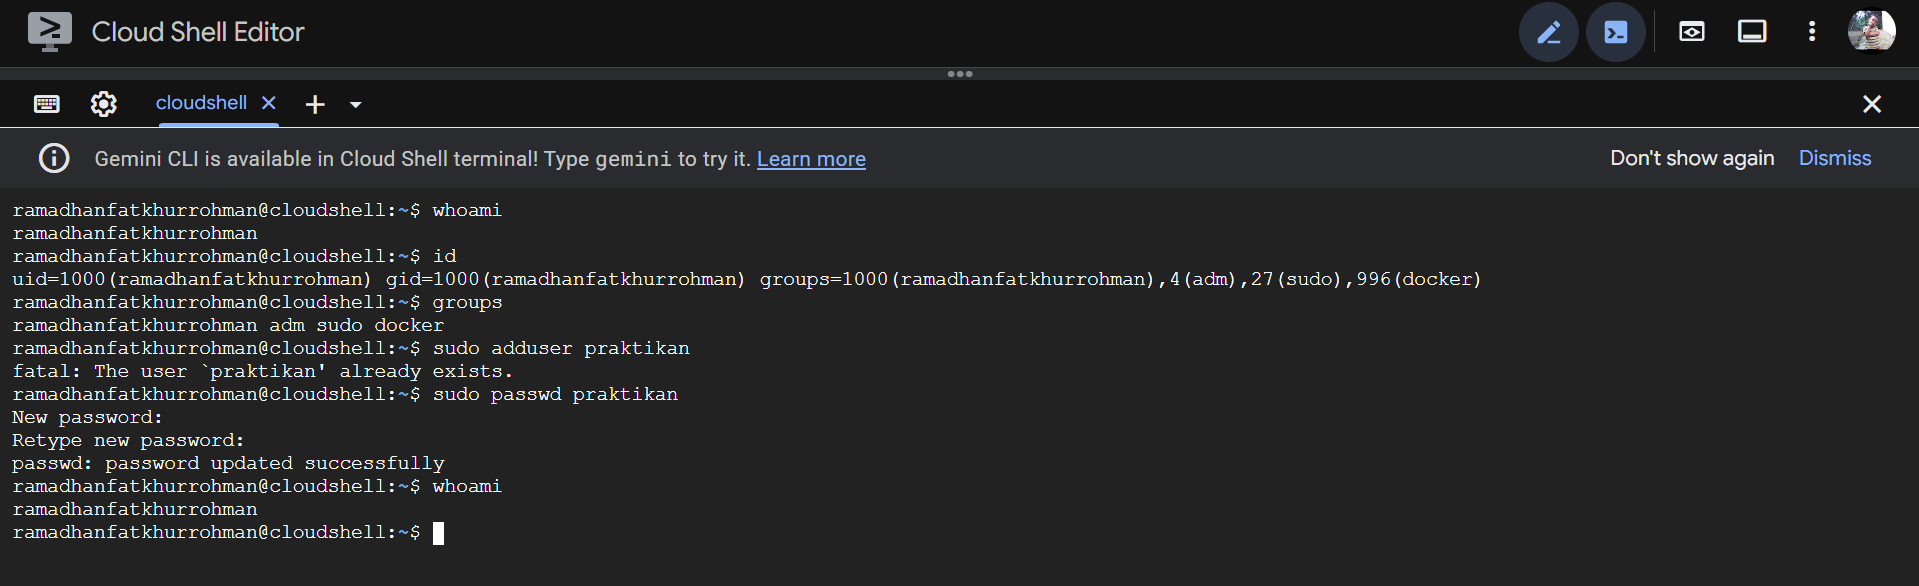 Cloud Shell Editor
cloudshell
Gemini CLI is available in Cloud Shell terminal! Type gemini to try it. Learn more
Don't show again
Dismiss
ramadhanfatkhurrohman@cloudshell:~$ whoami
ramadhanfatkhurrohman
ramadhanfatkhurrohman@cloudshell:~$ id
uid=1000(ramadhanfatkhurrohman) gid=1000(ramadhanfatkhurrohman) groups=1000(ramadhanfatkhurrohman),4(adm),27(sudo),996(docker)
ramadhanfatkhurrohman@cloudshell:~$ groups
ramadhanfatkhurrohman adm sudo docker
ramadhanfatkhurrohman@cloudshell:~$ sudo adduser praktikan
fatal: The user `praktikan' already exists.
ramadhanfatkhurrohman@cloudshell:~$ sudo passwd praktikan
New password:
Retype new password:
passwd: password updated successfully
ramadhanfatkhurrohman@cloudshell:~$ whoami
ramadhanfatkhurrohman
ramadhanfatkhurrohman@cloudshell:~$